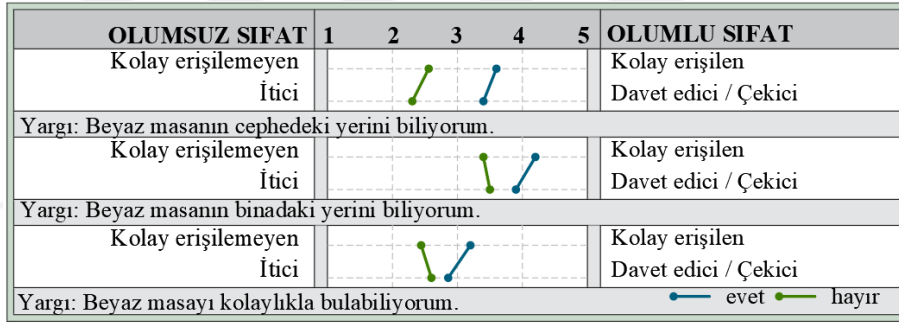 OLUMSUZ SIFAT 1 2 3 4 5 OLUMLU SIFAT
Kolay erişilemeyen Kolay erişilen
İtici Davet edici / Çekici
Yargı: Beyaz masanın cephedeki yerini biliyorum.
Kolay erişilemeyen Kolay erişilen
İtici Davet edici / Çekici
Yargı: Beyaz masanın binadaki yerini biliyorum.
Kolay erişilemeyen Kolay erişilen
İtici Davet edici / Çekici
Yargı: Beyaz masayı kolaylıkla bulabiliyorum. evet hayır